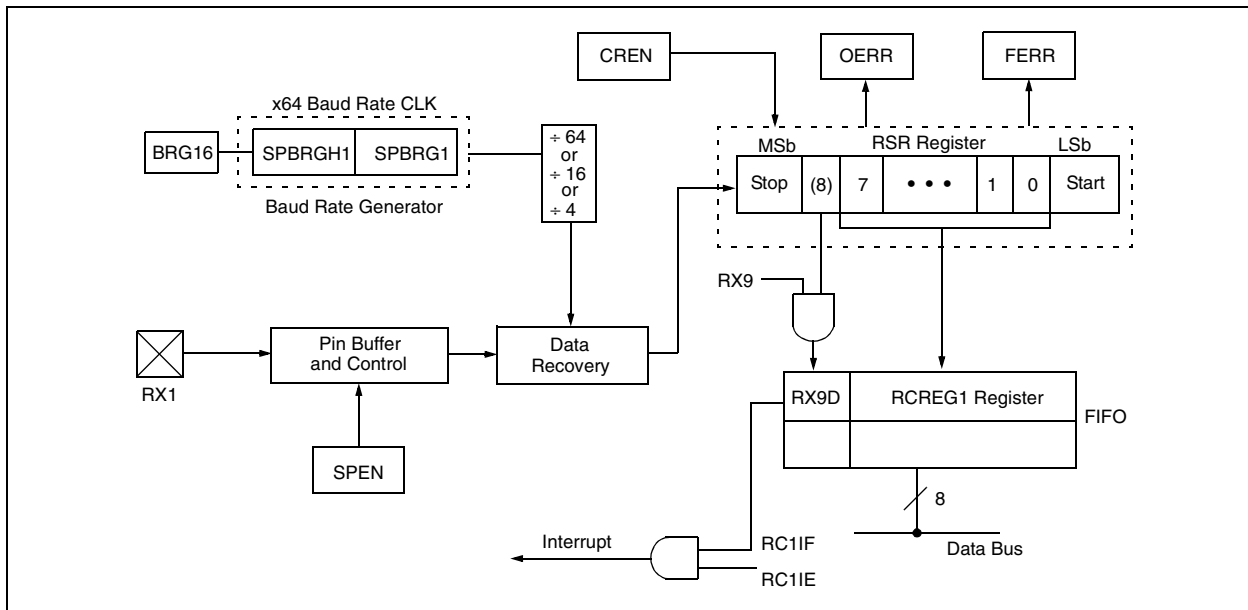 CREN
OERR
FERR
x64 Baud Rate CLK
BRG16
SPBRGH1
SPBRG1
Baud Rate Generator
÷ 64
or
÷ 16
or
÷ 4
MSb
RSR Register
LSb
Stop
(8)
7
• • •
1
0
Start
RX9
RX1
Pin Buffer
and Control
Data
Recovery
SPEN
RX9D
RCREG1 Register
FIFO
8
Data Bus
Interrupt
RC1IF
RC1IE